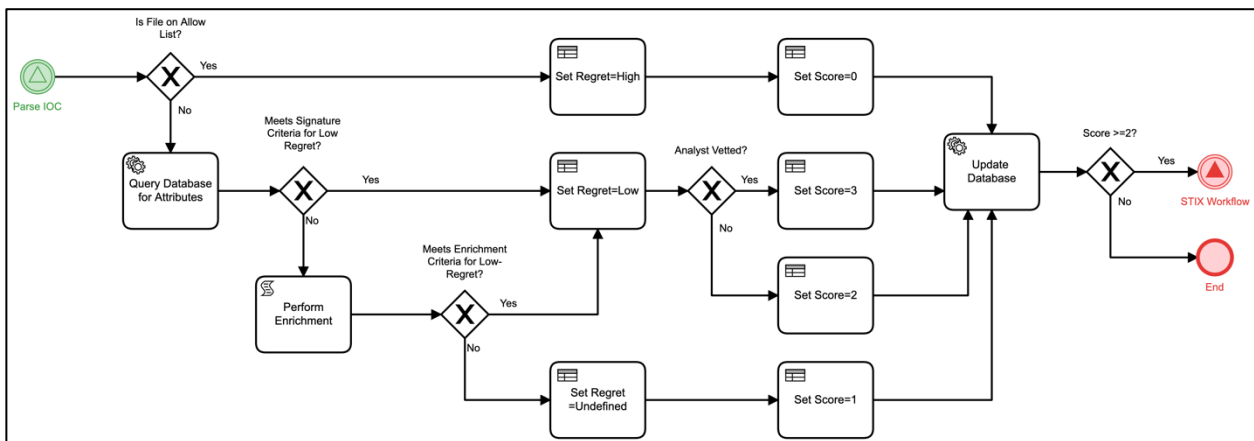 Is File on Allow
List?
Parse IOC
Yes
No
Set Regret=High
Set Score=0
Meets Signature
Criteria for Low
Regret?
Query Database
for Attributes
Yes
No
Set Regret=Low
Analyst Vetted?
Yes
No
Set Score=3
Update
Database
Score >=2?
Yes
No
STIX Workflow
End
Perform
Enrichment
Meets Enrichment
Criteria for Low-
Regret?
Yes
No
Set Score=2
Set Regret
=Undefined
Set Score=1